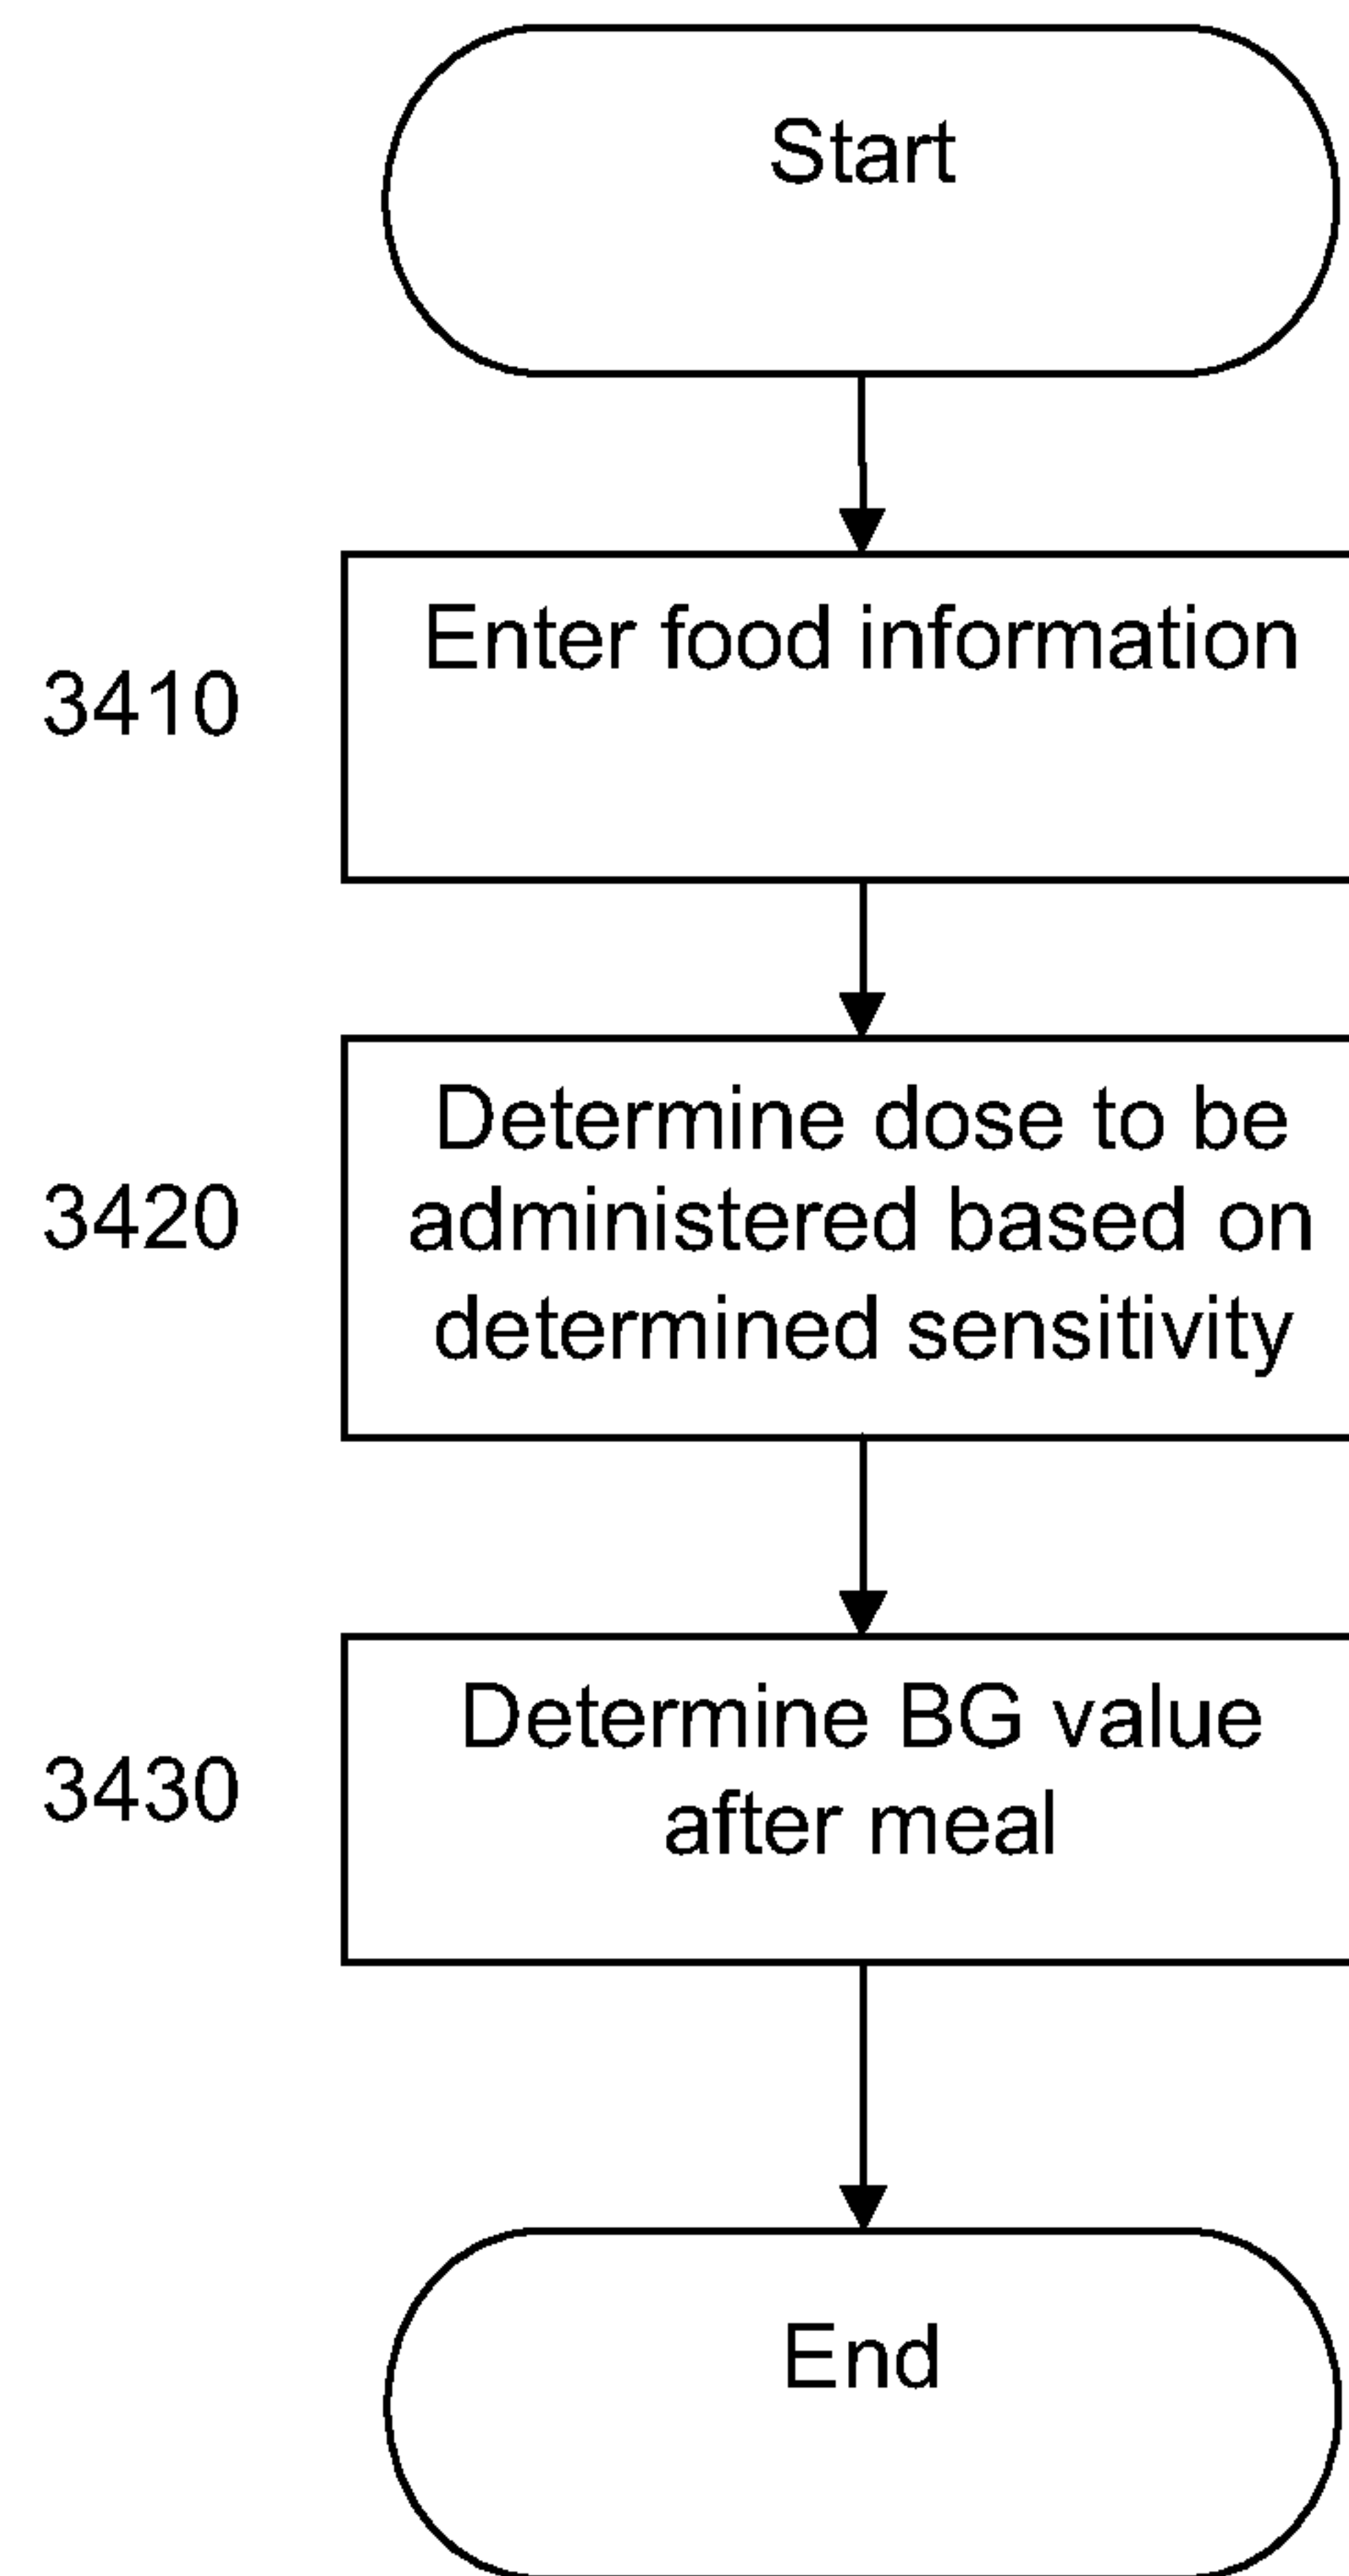 Start
3410
Enter food information
3420
Determine dose to be
administered based on
determined sensitivity
3430
Determine BG value
after meal
End